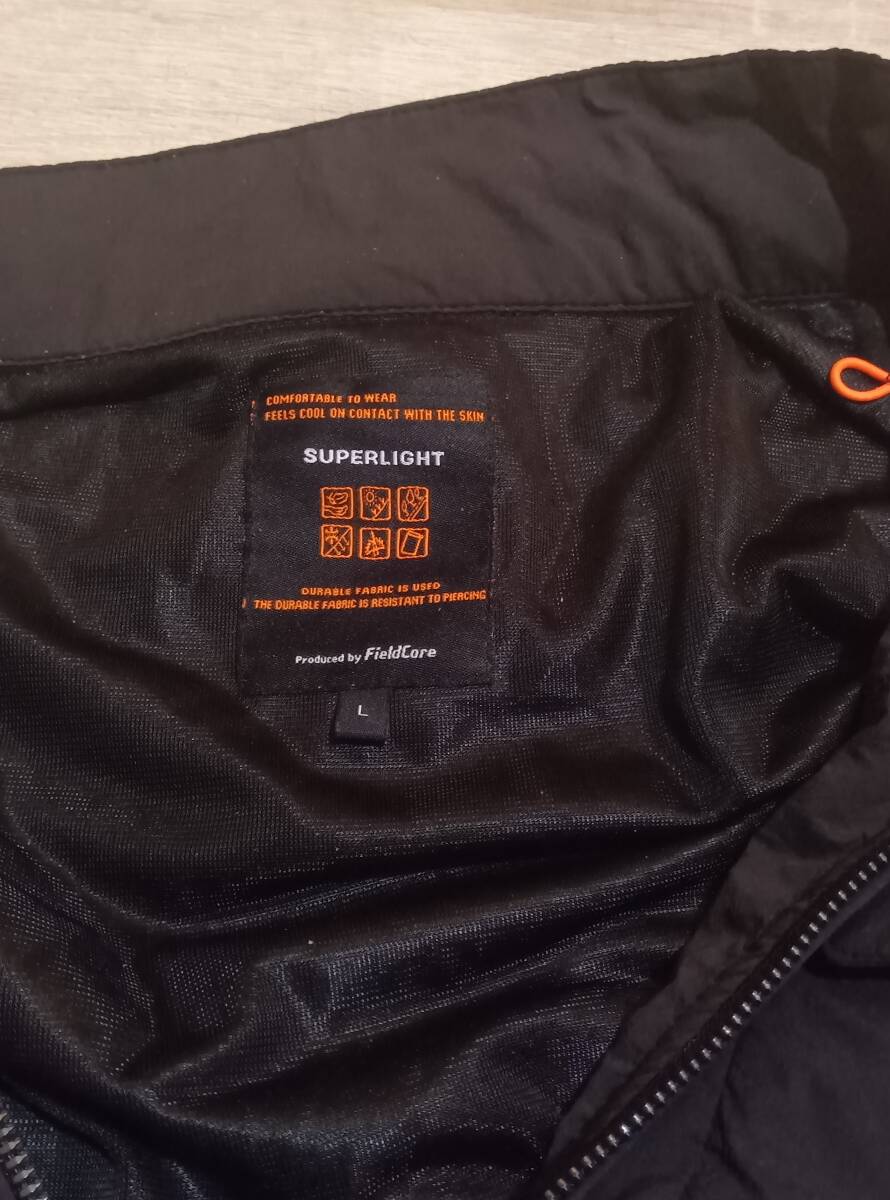 COMFORTABLE TO WEAR
FEELS COOL ON CONTACT WITH THE SKIN
SUPERLIGHT
DURABLE FABRIC IS USED
THE DURABLE FABRIC IS RESISTANT TO PIERCING
Produced by FieldCore
L